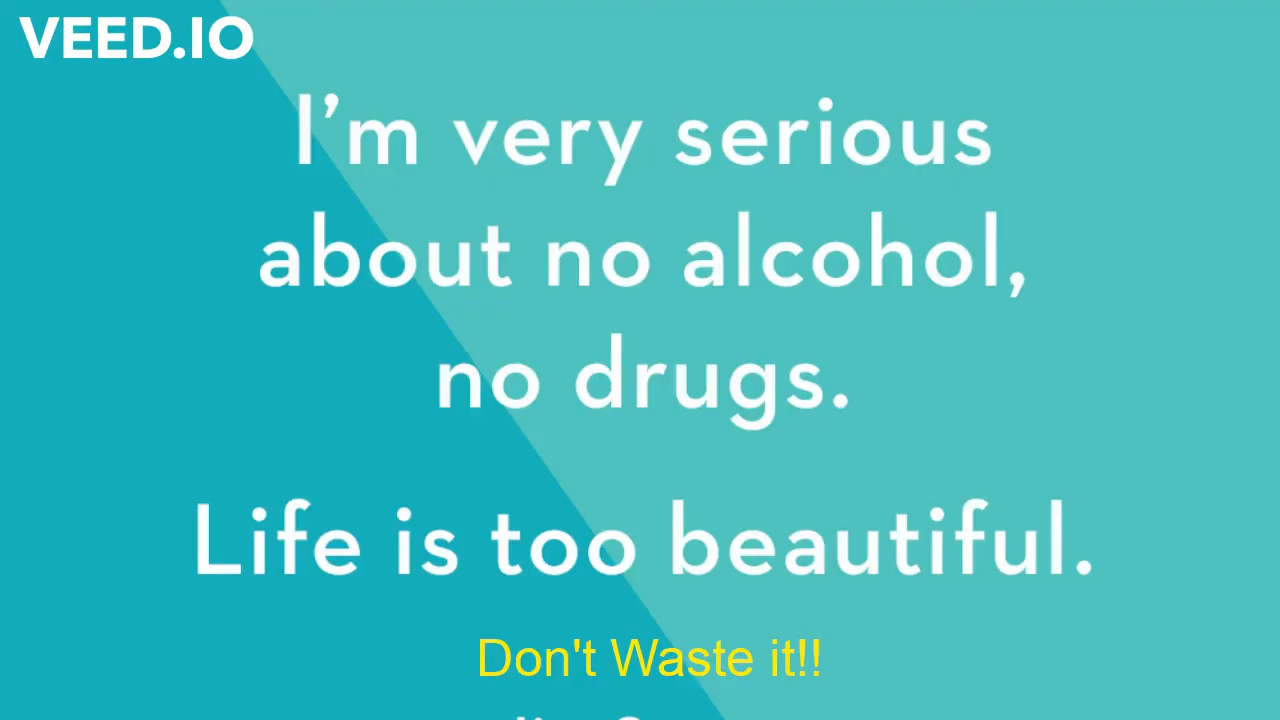 VEED.IO
I'm very serious
about no alcohol,
no drugs.
Life is too beautiful.
Don't Waste it!!